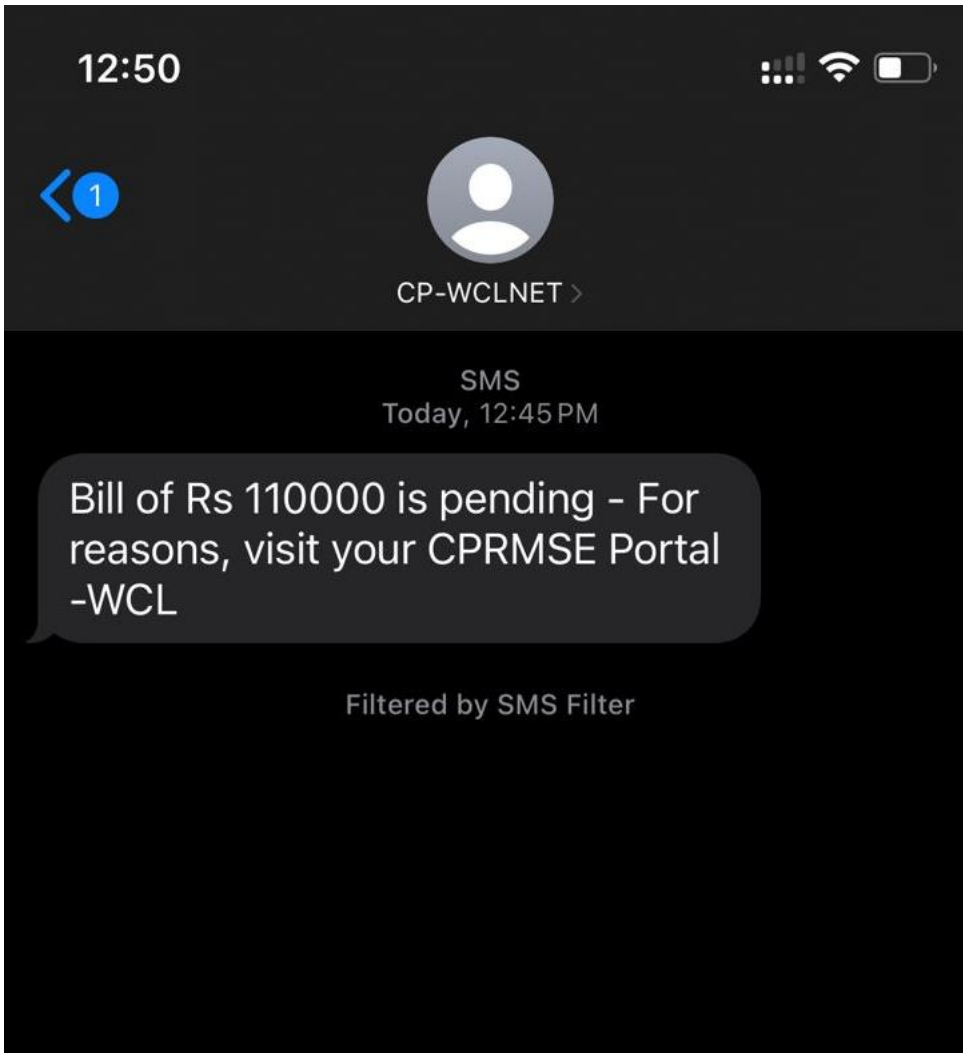 12:50
1
CP-WCLNET
SMS
Today, 12:45 PM
Bill of Rs 110000 is pending - For
reasons, visit your CPRMSE Portal
-WCL
Filtered by SMS Filter